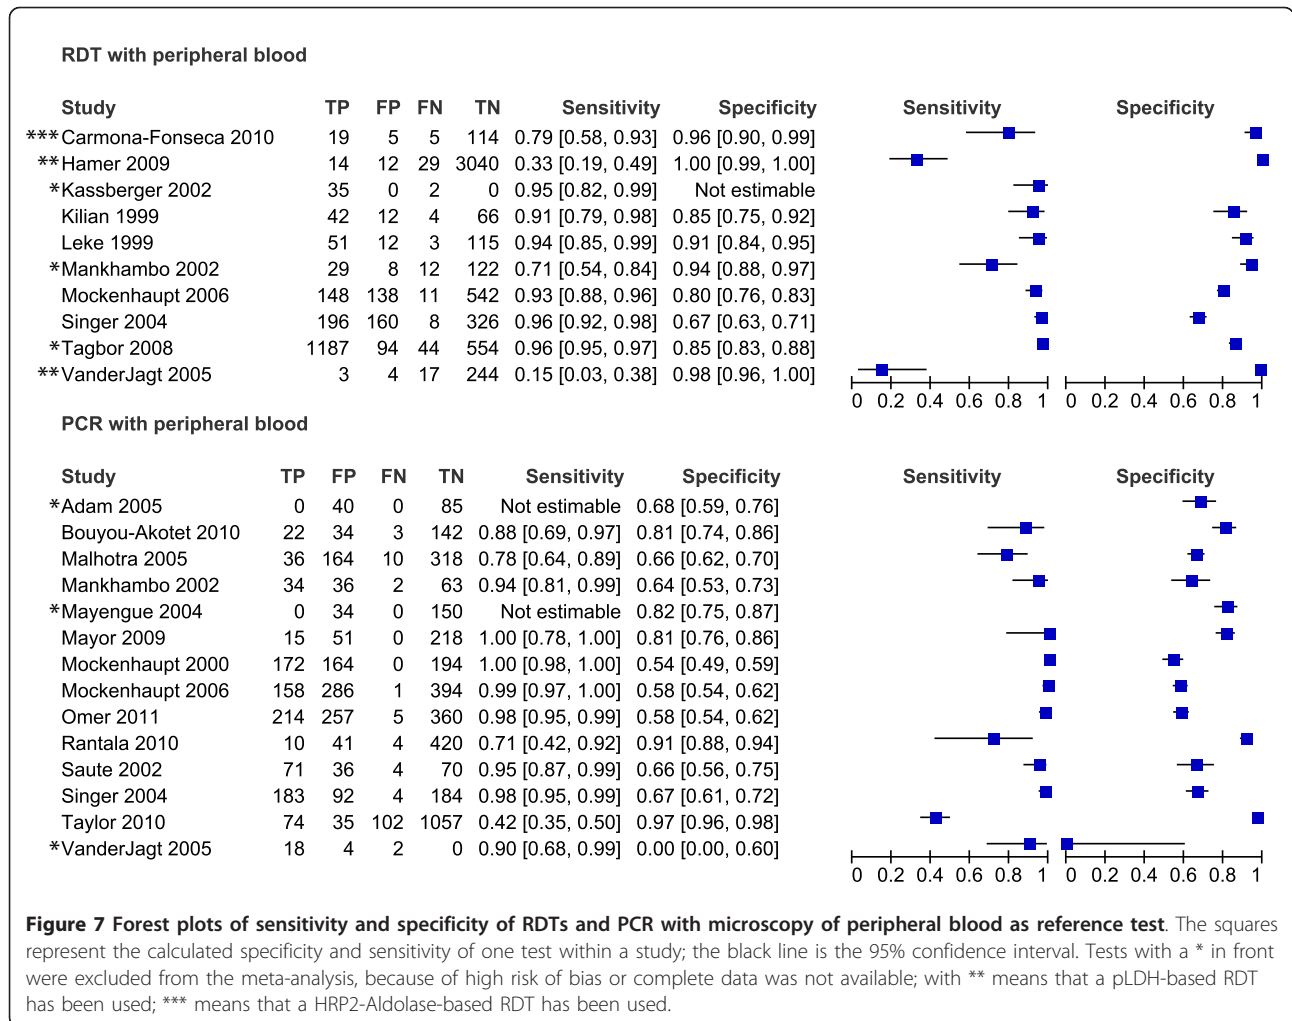 RDT with peripheral blood
Study TP FP FN TN Sensitivity Specificity Sensitivity Specificity
***Carmona-Fonseca 2010 19 5 5 114 0.79 [0.58, 0.93] 0.96 [0.90, 0.99]
**Hamer 2009 14 12 29 3040 0.33 [0.19, 0.49] 1.00 [0.99, 1.00]
*Kassberger 2002 35 0 2 0 0.95 [0.82, 0.99] Not estimable
Kilian 1999 42 12 4 66 0.91 [0.79, 0.98] 0.85 [0.75, 0.92]
Leke 1999 51 12 3 115 0.94 [0.85, 0.99] 0.91 [0.84, 0.95]
*Mankhambo 2002 29 8 12 122 0.71 [0.54, 0.84] 0.94 [0.88, 0.97]
Mockenhaupt 2006 148 138 11 542 0.93 [0.88, 0.96] 0.80 [0.76, 0.83]
Singer 2004 196 160 8 326 0.96 [0.92, 0.98] 0.67 [0.63, 0.71]
*Tagbor 2008 1187 94 44 554 0.96 [0.95, 0.97] 0.85 [0.83, 0.88]
**VanderJagt 2005 3 4 17 244 0.15 [0.03, 0.38] 0.98 [0.96, 1.00]
0 0.2 0.4 0.6 0.8 1 0 0.2 0.4 0.6 0.8 1
PCR with peripheral blood
Study TP FP FN TN Sensitivity Specificity Sensitivity Specificity
*Adam 2005 0 40 0 85 Not estimable 0.68 [0.59, 0.76]
Bouyou-Akotet 2010 22 34 3 142 0.88 [0.69, 0.97] 0.81 [0.74, 0.86]
Malhotra 2005 36 164 10 318 0.78 [0.64, 0.89] 0.66 [0.62, 0.70]
Mankhambo 2002 34 36 2 63 0.94 [0.81, 0.99] 0.64 [0.53, 0.73]
*Mayengue 2004 0 34 0 150 Not estimable 0.82 [0.75, 0.87]
Mayor 2009 15 51 0 218 1.00 [0.78, 1.00] 0.81 [0.76, 0.86]
Mockenhaupt 2000 172 164 0 194 1.00 [0.98, 1.00] 0.54 [0.49, 0.59]
Mockenhaupt 2006 158 286 1 394 0.99 [0.97, 1.00] 0.58 [0.54, 0.62]
Omer 2011 214 257 5 360 0.98 [0.95, 0.99] 0.58 [0.54, 0.62]
Rantala 2010 10 41 4 420 0.71 [0.42, 0.92] 0.91 [0.88, 0.94]
Saute 2002 71 36 4 70 0.95 [0.87, 0.99] 0.66 [0.56, 0.75]
Singer 2004 183 92 4 184 0.98 [0.95, 0.99] 0.67 [0.61, 0.72]
Taylor 2010 74 35 102 1057 0.42 [0.35, 0.50] 0.97 [0.96, 0.98]
*VanderJagt 2005 18 4 2 0 0.90 [0.68, 0.99] 0.00 [0.00, 0.60]
0 0.2 0.4 0.6 0.8 1 0 0.2 0.4 0.6 0.8 1
Figure 7 Forest plots of sensitivity and specificity of RDTs and PCR with microscopy of peripheral blood as reference test. The squares
represent the calculated specificity and sensitivity of one test within a study; the black line is the 95% confidence interval. Tests with a * in front
were excluded from the meta-analysis, because of high risk of bias or complete data was not available; with ** means that a pLDH-based RDT
has been used; *** means that a HRP2-Aldolase-based RDT has been used.